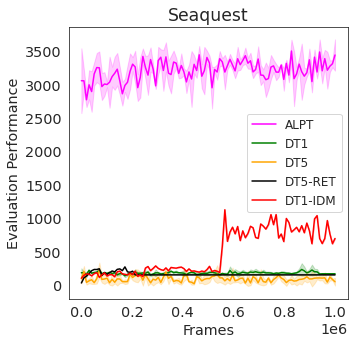 Seaquest
Evaluation Performance
3500
3000
2500
2000
1500
1000
500
0
ALPT
DT1
DT5
DT5-RET
DT1-IDM
0.0 0.2 0.4 0.6 0.8 1.0
1e6
Frames